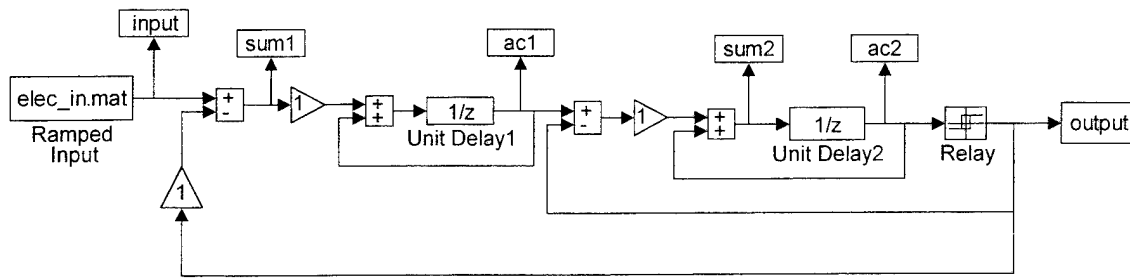 input
sum1
ac1
sum2
ac2
elec_in.mat
Ramped
Input
+
-
1
+
+
1/z
Unit Delay1
+
-
1
+
+
1/z
Unit Delay2
Relay
output
1